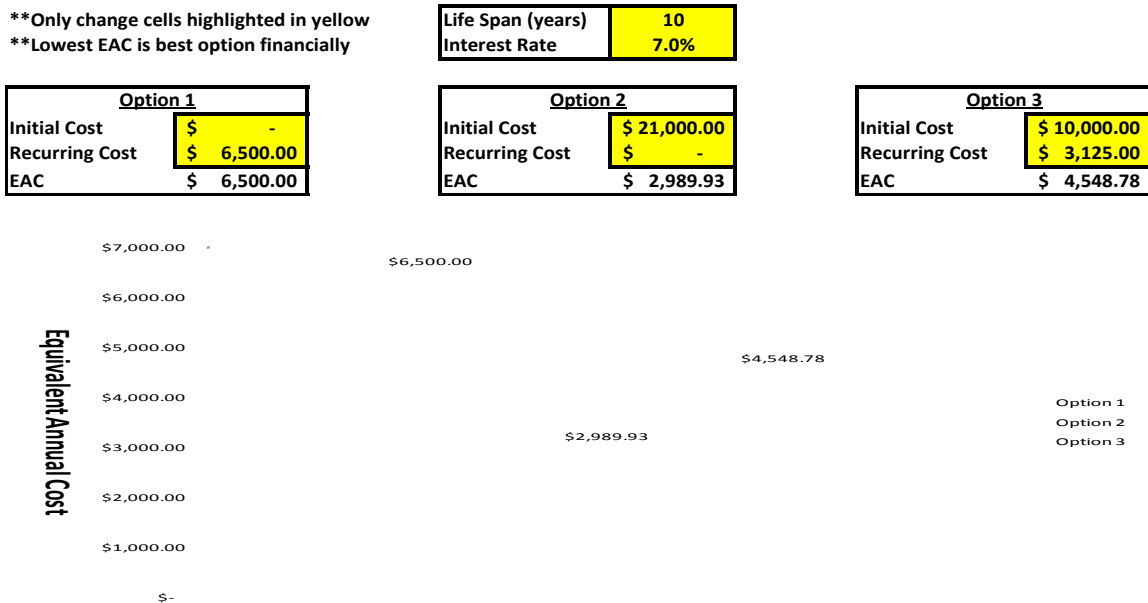 **Only change cells highlighted in yellow
**Lowest EAC is best option financially
Life Span (years) 10
Interest Rate 7.0%
Option 1
Initial Cost $ -
Recurring Cost $ 6,500.00
EAC $ 6,500.00
Option 2
Initial Cost $ 21,000.00
Recurring Cost $ -
EAC $ 2,989.93
Option 3
Initial Cost $ 10,000.00
Recurring Cost $ 3,125.00
EAC $ 4,548.78
Equivalent Annual Cost
$7,000.00
$6,000.00
$5,000.00
$4,000.00
$3,000.00
$2,000.00
$1,000.00
$-
$6,500.00
$2,989.93
$4,548.78
Option 1
Option 2
Option 3